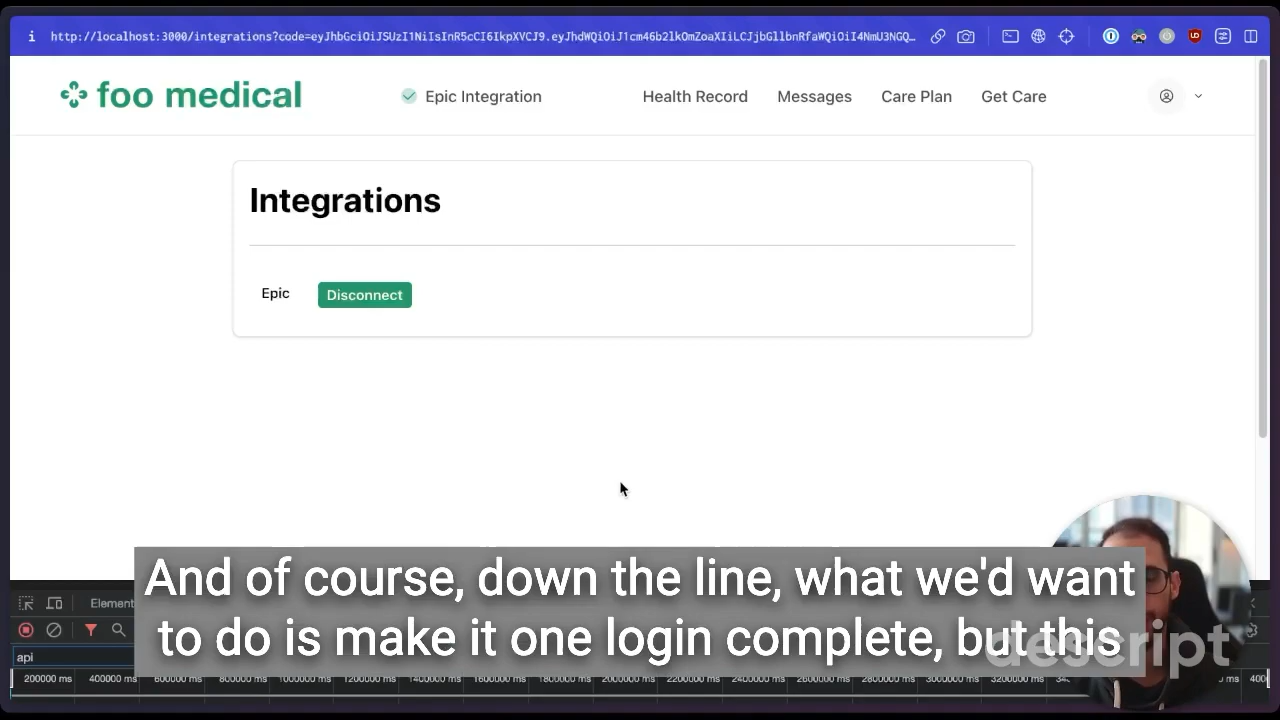 http://localhost:3000/integrations?code=eyJhbGciOiJSUzI1NiIsInR5cCI6IkpXVCJ9.eyJhdWQiOiJ1cm46b2lkOmZoaXIiLCJjbGllbnRfaWQiOiI4NmU3NGQ…
foo medical
Epic Integration
Health Record
Messages
Care Plan
Get Care
Integrations
Epic
Disconnect
And of course, down the line, what we'd want
to do is make it one login complete, but this
descript
Element
api
200000 ms 400000 ms 600000 ms 800000 ms 1000000 ms 1200000 ms 1400000 ms 1600000 ms 1800000 ms 2000000 ms 2200000 ms 2400000 ms 2600000 ms 2800000 ms 3000000 ms 3200000 ms